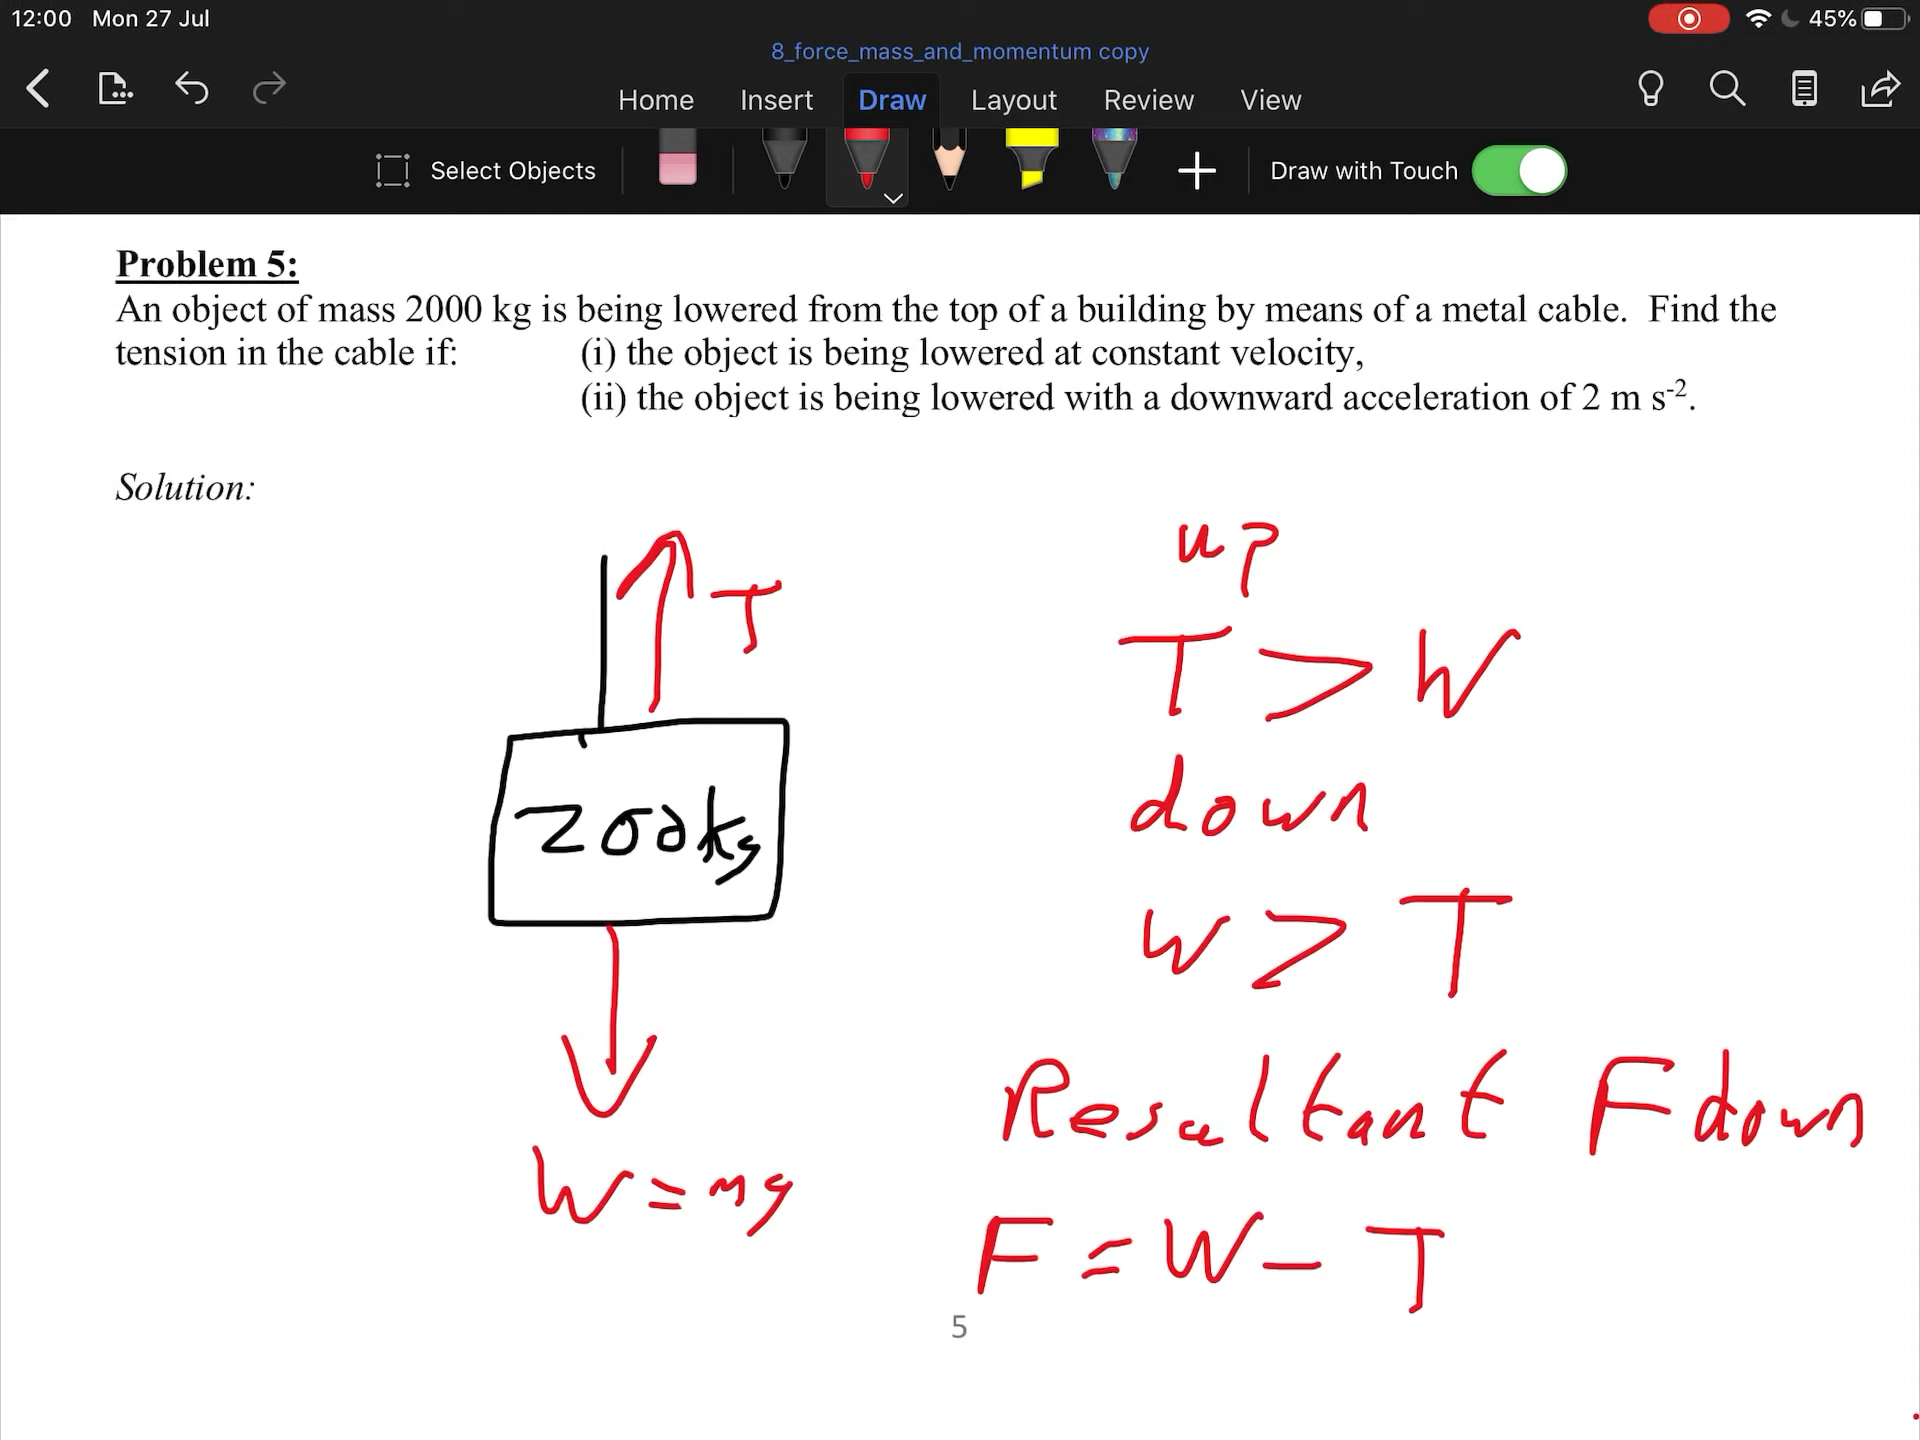 12:00 Mon 27 Jul
45%
8_force_mass_and_momentum copy
Home Insert Draw Layout Review View
Select Objects
Draw with Touch
Problem 5:
An object of mass 2000 kg is being lowered from the top of a building by means of a metal cable. Find the
tension in the cable if: (i) the object is being lowered at constant velocity,
(ii) the object is being lowered with a downward acceleration of 2 m s⁻².
Solution:
T
200kg
W = mg
up
T > W
down
W > T
Resultant F down
F = W - T
5